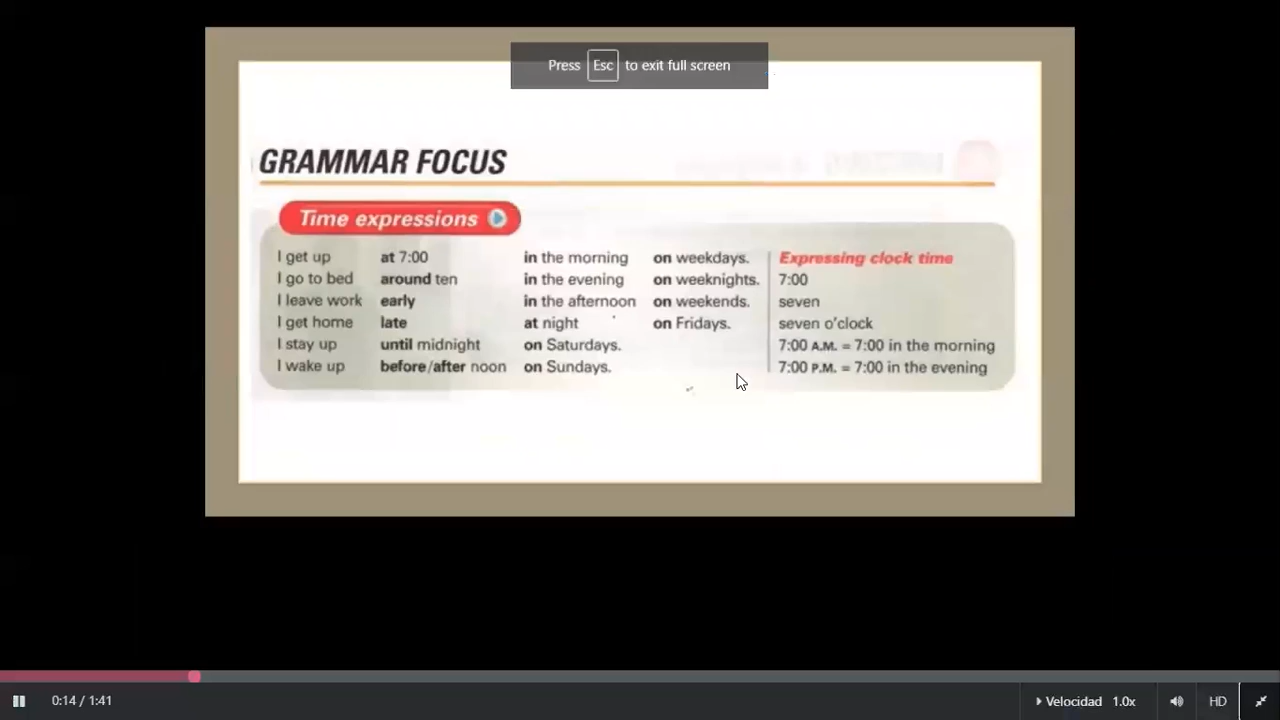 Press Esc to exit full screen
GRAMMAR FOCUS
Time expressions
I get up at 7:00 in the morning on weekdays.
I go to bed around ten in the evening on weeknights.
I leave work early in the afternoon on weekends.
I get home late at night on Fridays.
I stay up until midnight on Saturdays.
I wake up before/after noon on Sundays.
Expressing clock time
7:00
seven
seven o'clock
7:00 A.M. = 7:00 in the morning
7:00 P.M. = 7:00 in the evening
0:14 / 1:41
Velocidad 1.0x
HD